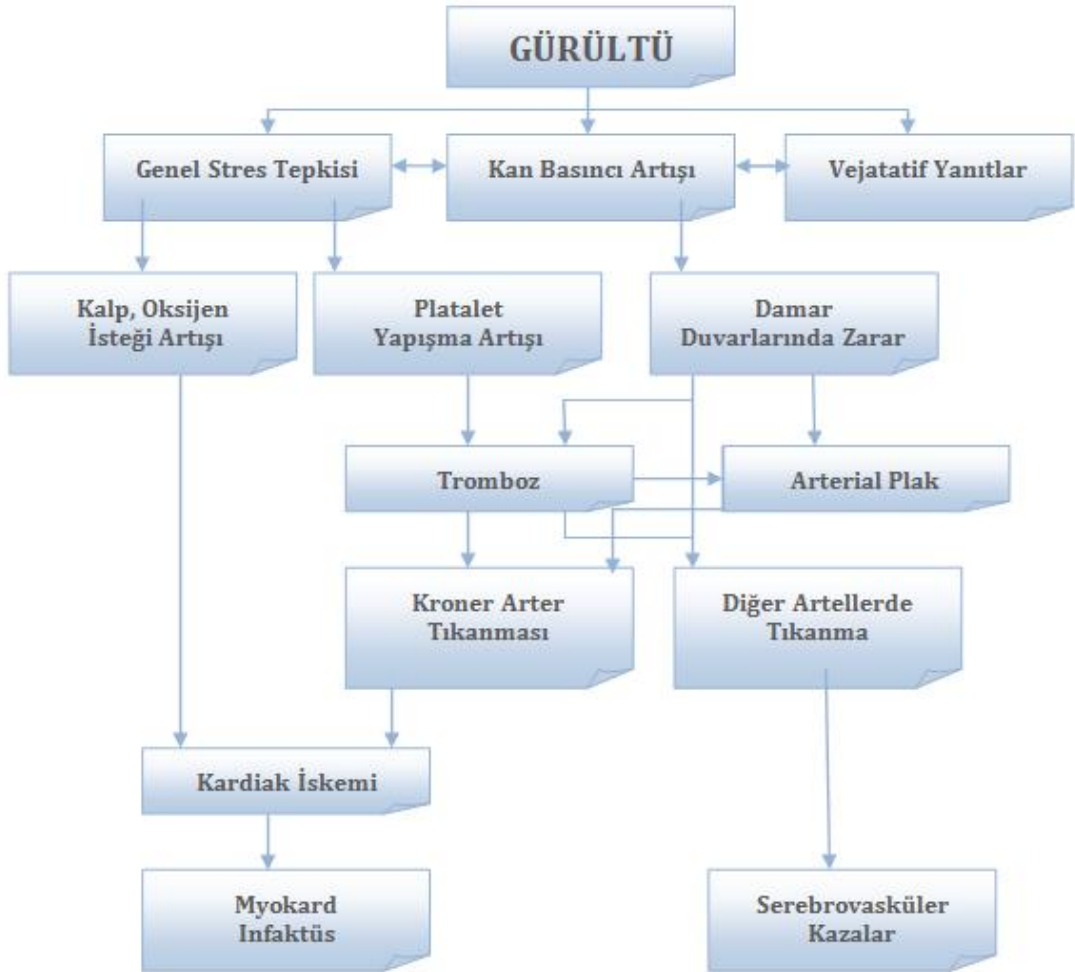 GÜRÜLTÜ
Genel Stres Tepkisi
Kan Basıncı Artışı
Vejatatif Yanıtlar
Kalp, Oksijen
İsteği Artışı
Platalet
Yapışma Artışı
Damar
Duvarlarında Zarar
Tromboz
Arterial Plak
Kroner Arter
Tıkanması
Diğer Artellerde
Tıkanma
Kardiak İskemi
Myokard
Infaktüs
Serebrovasküler
Kazalar